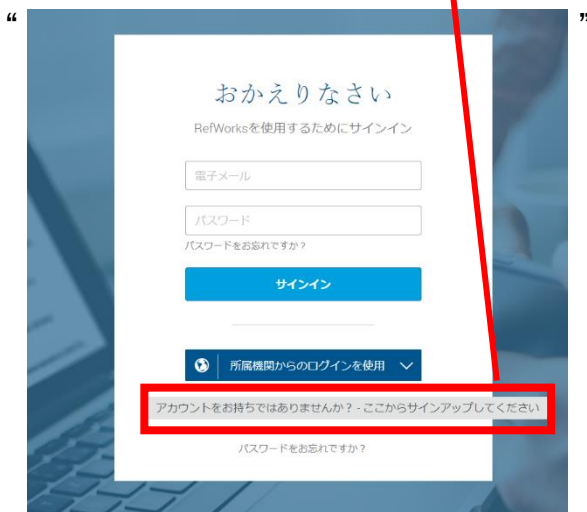 “ ”
おかえりなさい
RefWorksを使用するためにサインイン
電子メール
パスワード
パスワードをお忘れですか？
サインイン
所属機関からのログインを使用
アカウントをお持ちではありませんか？ - ここからサインアップしてください
パスワードをお忘れですか？